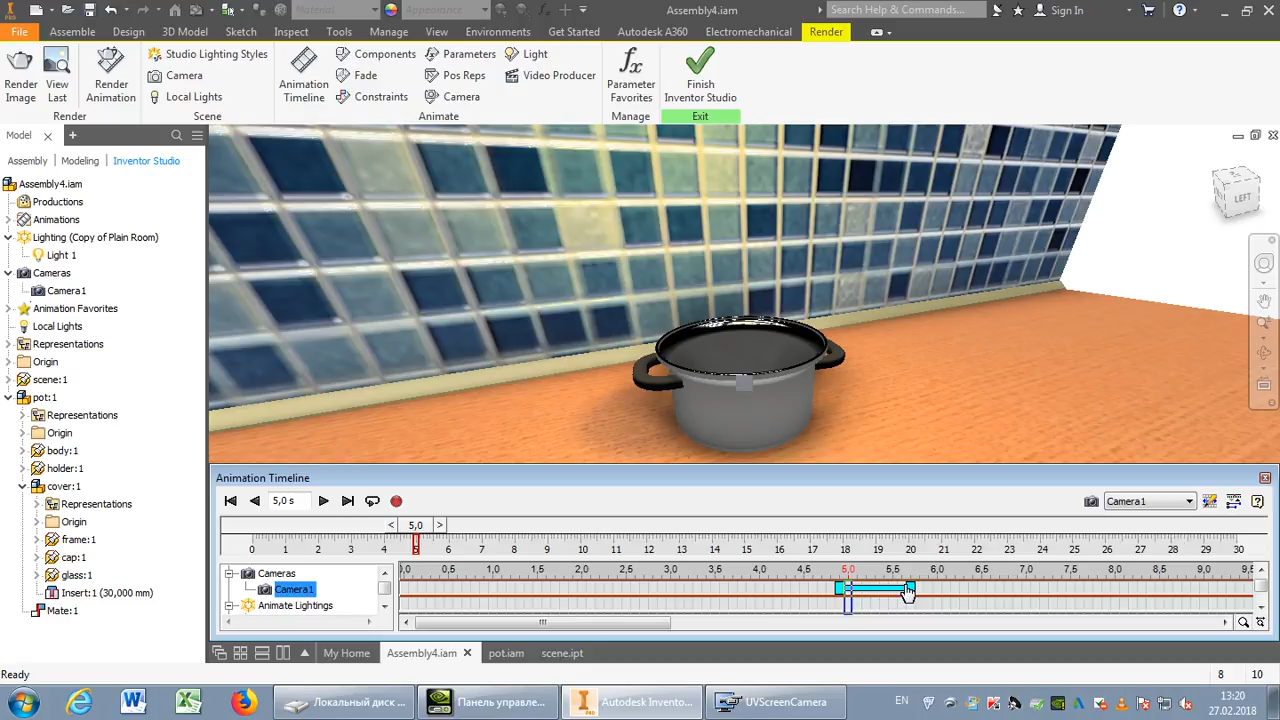 Material
Appearance
Assembly4.iam
Search Help & Commands...
Sign In
File
Assembly
Design
3D Model
Sketch
Inspect
Tools
Manage
View
Environments
Get Started
Autodesk A360
Electromechanical
Render
Render Image
View Last
Render Animation
Studio Lighting Styles
Camera
Local Lights
Animation Timeline
Components
Fade
Constraints
Parameters
Pos Reps
Camera
Light
Video Producer
Parameter Favorites
Finish Inventor Studio
Render
Scene
Animate
Manage
Exit
Model
Assembly
Modeling
Inventor Studio
Assembly4.iam
Productions
Animations
Lighting (Copy of Plain Room)
Light 1
Cameras
Camera1
Animation Favorites
Local Lights
Representations
Origin
scene:1
pot:1
Representations
Origin
body:1
holder:1
cover:1
Representations
Origin
frame:1
cap:1
glass:1
Insert:1 (30,000 mm)
Mate:1
LEFT
Animation Timeline
5,0 s
Camera1
< 5,0 >
0 1 2 3 4 5 6 7 8 9 10 11 12 13 14 15 16 17 18 19 20 21 22 23 24 25 26 27 28 29 30
Cameras
Camera1
Animate Lightings
0,0 0,5 1,0 1,5 2,0 2,5 3,0 3,5 4,0 4,5 5,0 5,5 6,0 6,5 7,0 7,5 8,0 8,5 9,0 9,5
My Home
Assembly4.iam
pot.iam
scene.ipt
Ready
8 10
Локальный диск ...
Панель управле...
Autodesk Invento...
UVScreenCamera
EN
13:20
27.02.2018